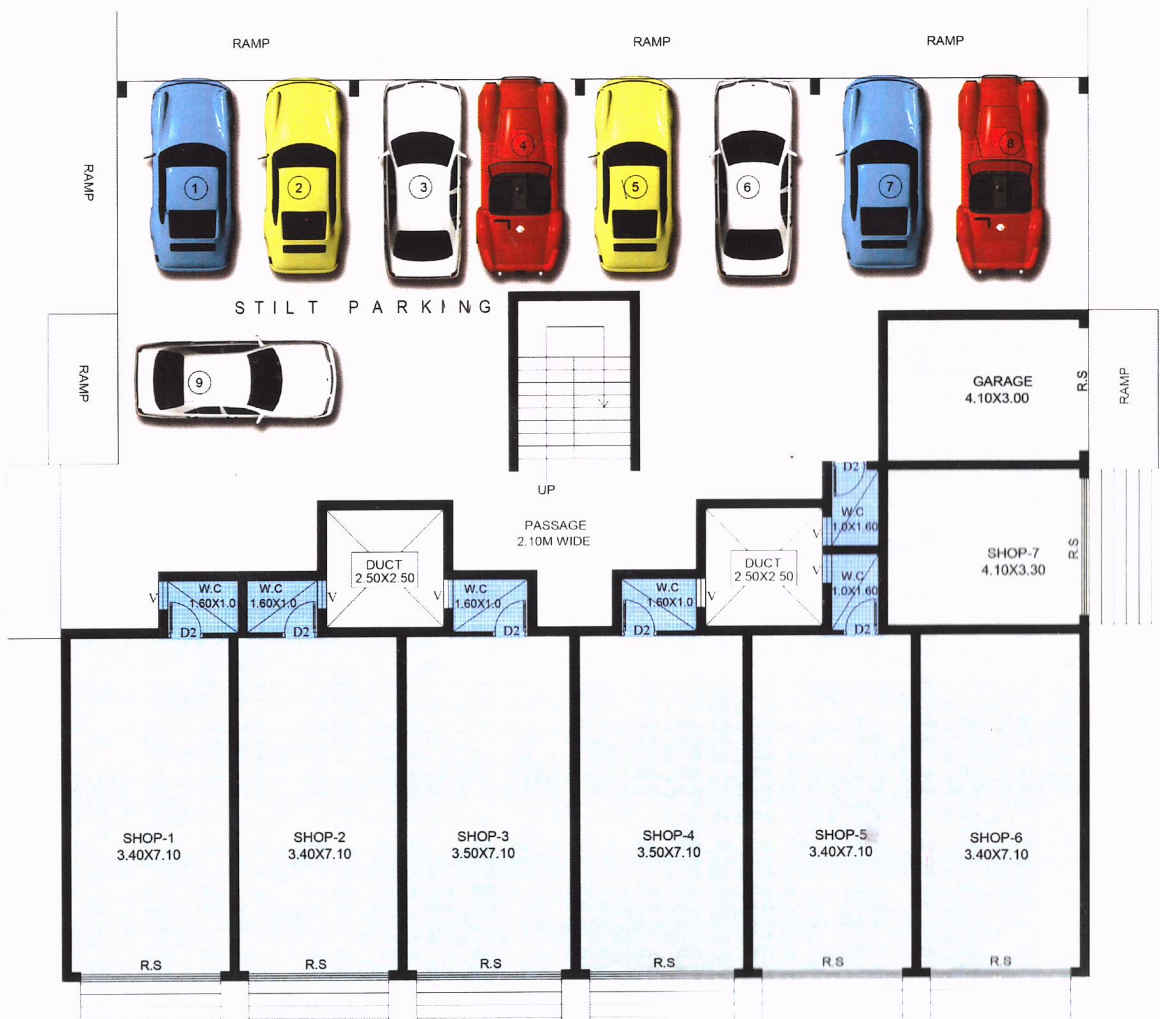 RAMP
RAMP
RAMP
RAMP
1
2
3
4
5
6
7
8
STILT PARKING
RAMP
9
GARAGE
4.10X3.00
R.S
RAMP
UP
PASSAGE
2.10M WIDE
D2
W.C
1.0X1.60
V
SHOP-7
4.10X3.30
R.S
DUCT
2.50X2.50
DUCT
2.50X2.50
V
W.C
1.0X1.60
D2
V
W.C
1.60X1.0
D2
W.C
1.60X1.0
D2
V
V
W.C
1.60X1.0
D2
W.C
1.60X1.0
D2
V
SHOP-1
3.40X7.10
SHOP-2
3.40X7.10
SHOP-3
3.50X7.10
SHOP-4
3.50X7.10
SHOP-5
3.40X7.10
SHOP-6
3.40X7.10
R.S
R.S
R.S
R.S
R.S
R.S